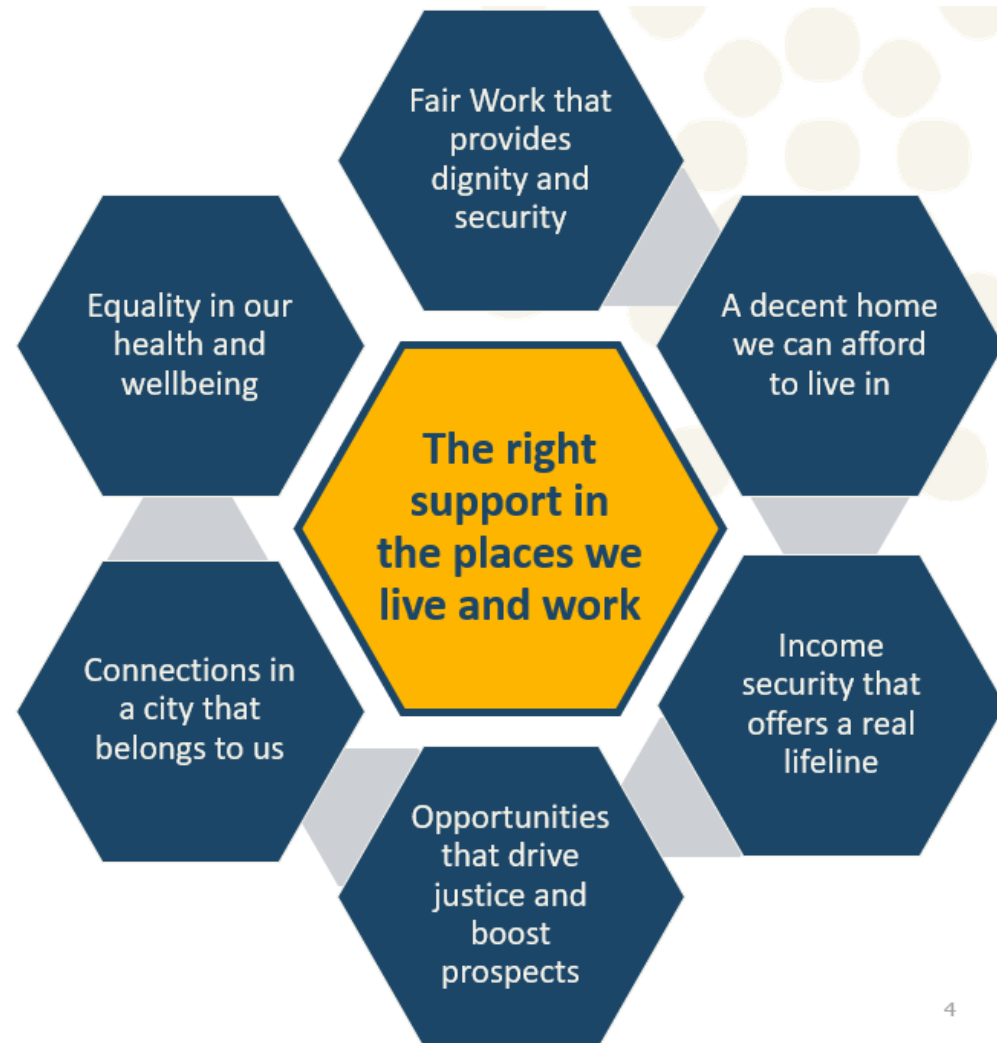 Fair Work that
provides
dignity and
security
A decent home
we can afford
to live in
Income
security that
offers a real
lifeline
Opportunities
that drive
justice and
boost
prospects
Connections in
a city that
belongs to us
Equality in our
health and
wellbeing
The right
support in
the places we
live and work
4